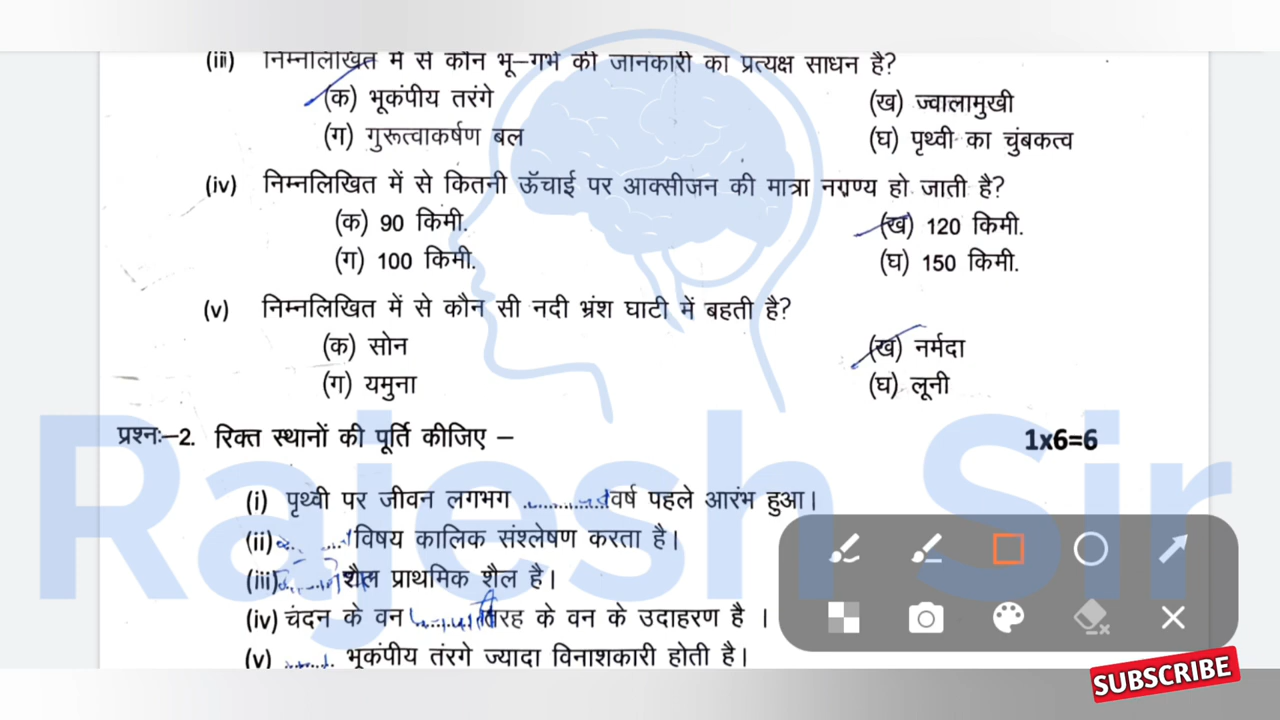 (iii) निम्नलिखित में से कौन भू-गर्भ की जानकारी का प्रत्यक्ष साधन है?
(क) भूकंपीय तरंगे (ख) ज्वालामुखी
(ग) गुरूत्वाकर्षण बल (घ) पृथ्वी का चुंबकत्व
(iv) निम्नलिखित में से कितनी ऊँचाई पर आक्सीजन की मात्रा नगण्य हो जाती है?
(क) 90 किमी. (ख) 120 किमी.
(ग) 100 किमी. (घ) 150 किमी.
(v) निम्नलिखित में से कौन सी नदी भ्रंश घाटी में बहती है?
(क) सोन (ख) नर्मदा
(ग) यमुना (घ) लूनी
प्रश्नः-2. रिक्त स्थानों की पूर्ति कीजिए – 1x6=6
(i) पृथ्वी पर जीवन लगभग ............ वर्ष पहले आरंभ हुआ।
(ii) ........ विषय कालिक संश्लेषण करता है।
(iii) ........ शैल प्राथमिक शैल है।
(iv) चंदन के वन ........ तरह के वन के उदाहरण है ।
(v) ........ भूकंपीय तंरगे ज्यादा विनाशकारी होती है।
Rajesh Sir
SUBSCRIBE